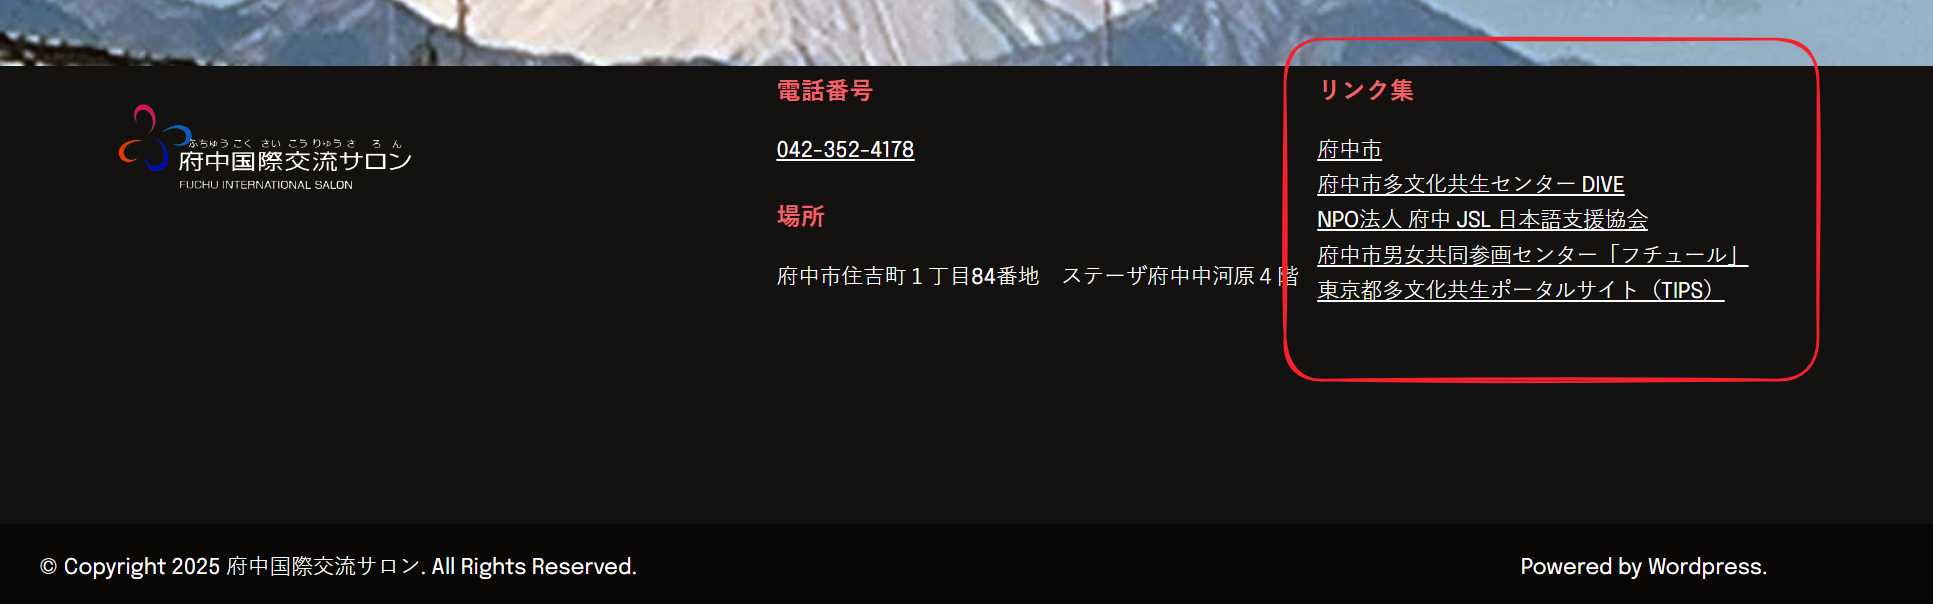 ふちゅうこくさいこうりゅうさろん
府中国際交流サロン
FUCHU INTERNATIONAL SALON
電話番号
042-352-4178
場所
府中市住吉町１丁目84番地　ステーザ府中中河原４階
リンク集
府中市
府中市多文化共生センター DIVE
NPO法人 府中 JSL 日本語支援協会
府中市男女共同参画センター「フチュール」
東京都多文化共生ポータルサイト（TIPS）
© Copyright 2025 府中国際交流サロン. All Rights Reserved.
Powered by Wordpress.